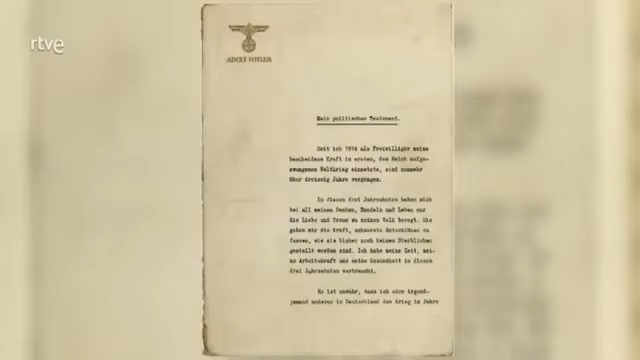 rtve
ADOLF HITLER
Mein politisches Testament.
Seit ich 1914 als Freiwilliger meine
bescheidene Kraft im ersten, dem Reich aufge-
zwungenen Weltkrieg einsetzte, sind nunmehr
über dreissig Jahre vergangen.
In diesen drei Jahrzehnten haben mich
bei all meinem Denken, Handeln und Leben nur
die Liebe und Treue zu meinem Volk bewegt. Sie
gaben mir die Kraft, schwerste Entschlüsse zu
fassen, wie sie bisher noch keinem Sterblichen
gestellt worden sind. Ich habe meine Zeit, mei-
ne Arbeitskraft und meine Gesundheit in diesen
drei Jahrzehnten verbraucht.
Es ist unwahr, dass ich oder irgend-
jemand anderer in Deutschland den Krieg im Jahre